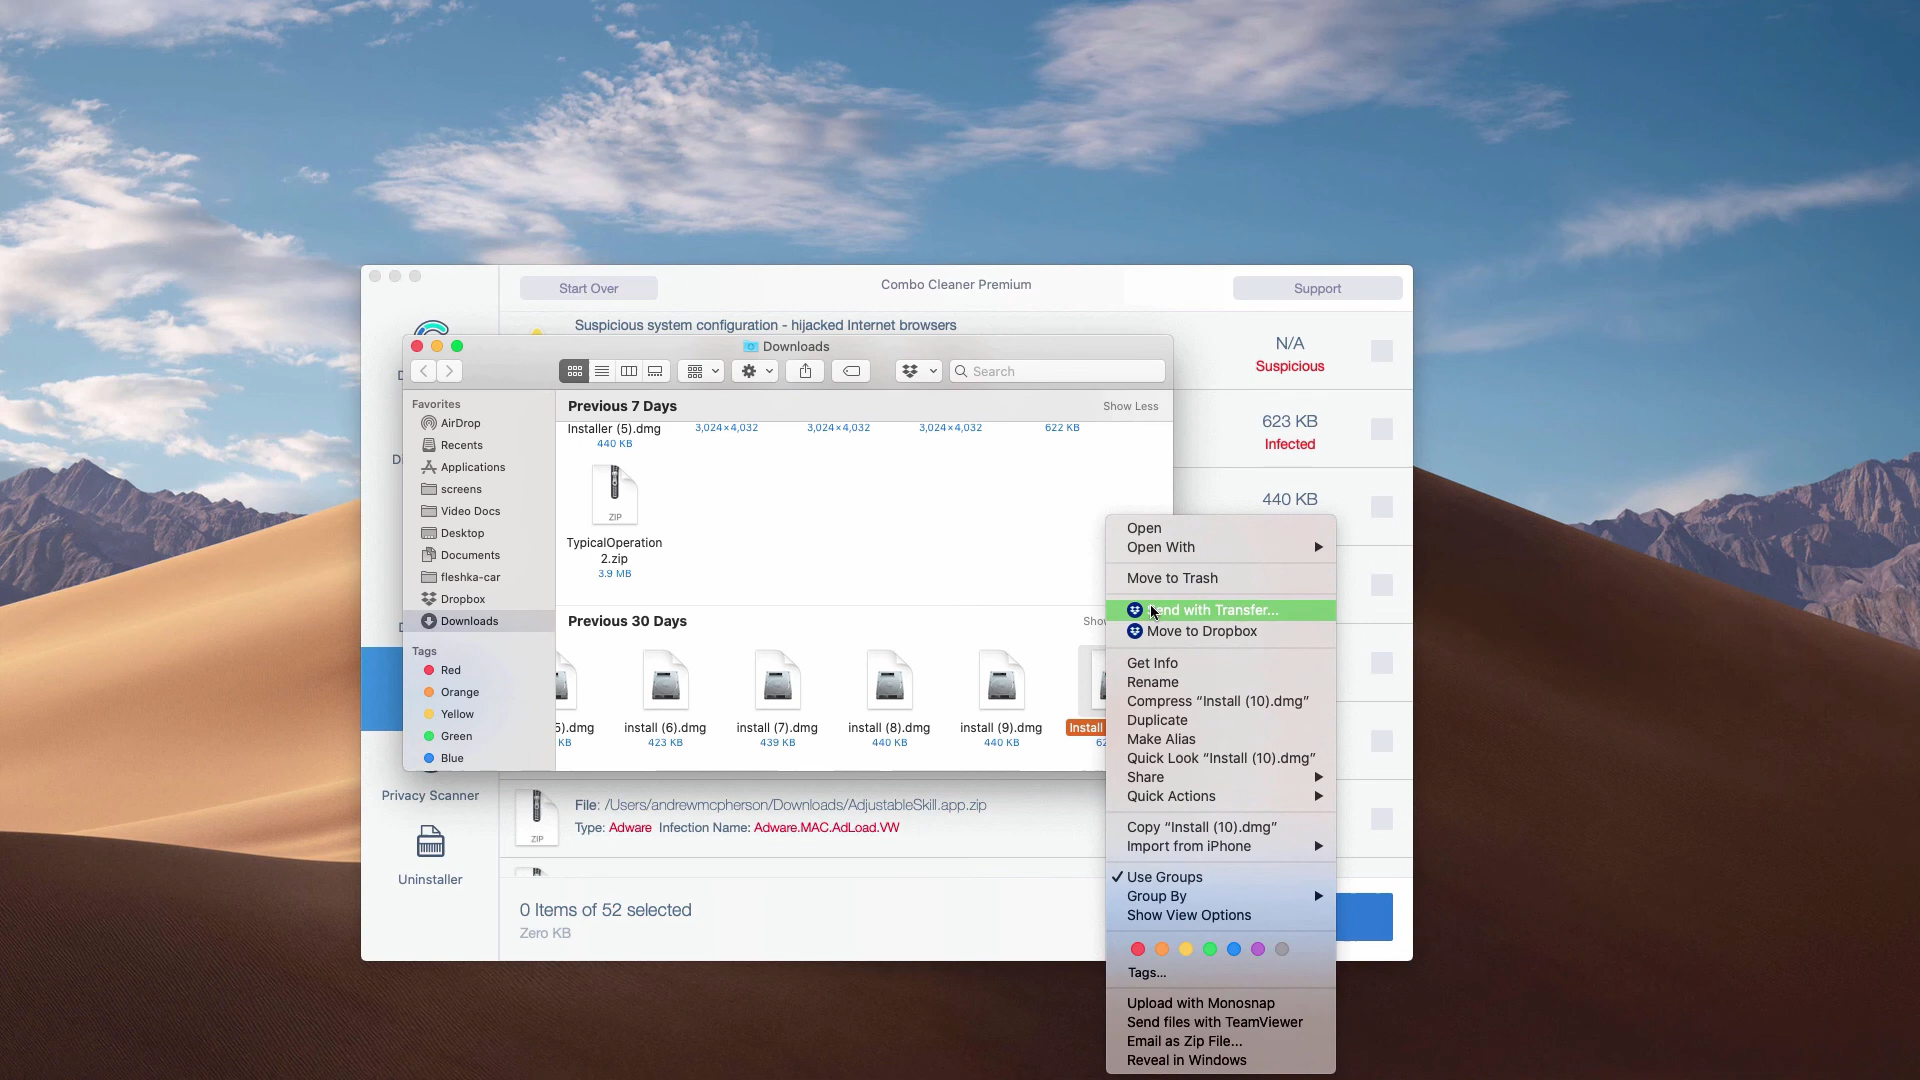 Start Over
Combo Cleaner Premium
Support
Suspicious system configuration - hijacked Internet browsers
N/A
Suspicious
623 KB
Infected
440 KB
Downloads
Search
Favorites
AirDrop
Recents
Applications
screens
Video Docs
Desktop
Documents
fleshka-car
Dropbox
Downloads
Tags
Red
Orange
Yellow
Green
Blue
Previous 7 Days
Show Less
Installer (5).dmg
440 KB
3,024×4,032
3,024×4,032
3,024×4,032
622 KB
ZIP
TypicalOperation
2.zip
3.9 MB
Previous 30 Days
5).dmg
KB
install (6).dmg
423 KB
install (7).dmg
439 KB
install (8).dmg
440 KB
install (9).dmg
440 KB
Install
Open
Open With
Move to Trash
end with Transfer...
Move to Dropbox
Get Info
Rename
Compress “Install (10).dmg”
Duplicate
Make Alias
Quick Look “Install (10).dmg”
Share
Quick Actions
Copy “Install (10).dmg”
Import from iPhone
Use Groups
Group By
Show View Options
Tags...
Upload with Monosnap
Send files with TeamViewer
Email as Zip File...
Reveal in Windows
Privacy Scanner
Uninstaller
ZIP
File: /Users/andrewmcpherson/Downloads/AdjustableSkill.app.zip
Type: Adware Infection Name: Adware.MAC.AdLoad.VW
0 Items of 52 selected
Zero KB